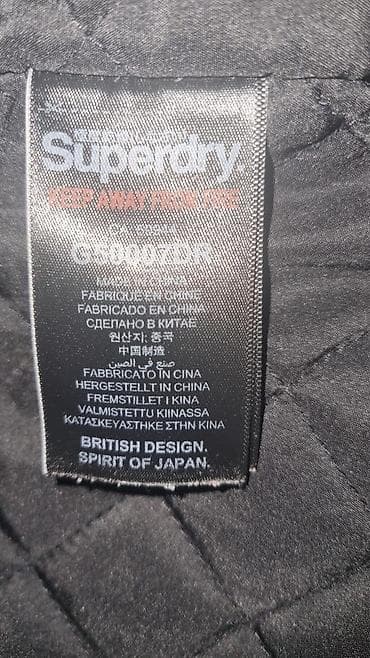 Superdry.
KEEP AWAY FROM FIRE
G50007DR
MADE IN CHINA
FABRIQUE EN CHINE
FABRICADO EN CHINA
СДЕЛАНО В КИТАЕ
원산지: 중국
中国制造
صنع في الصين
FABBRICATO IN CINA
HERGESTELLT IN CHINA
FREMSTILLET I KINA
VALMISTETTU KIINASSA
ΚΑΤΑΣΚΕΥΑΣΤΗΚΕ ΣΤΗΝ ΚΙΝΑ
BRITISH DESIGN.
SPIRIT OF JAPAN.